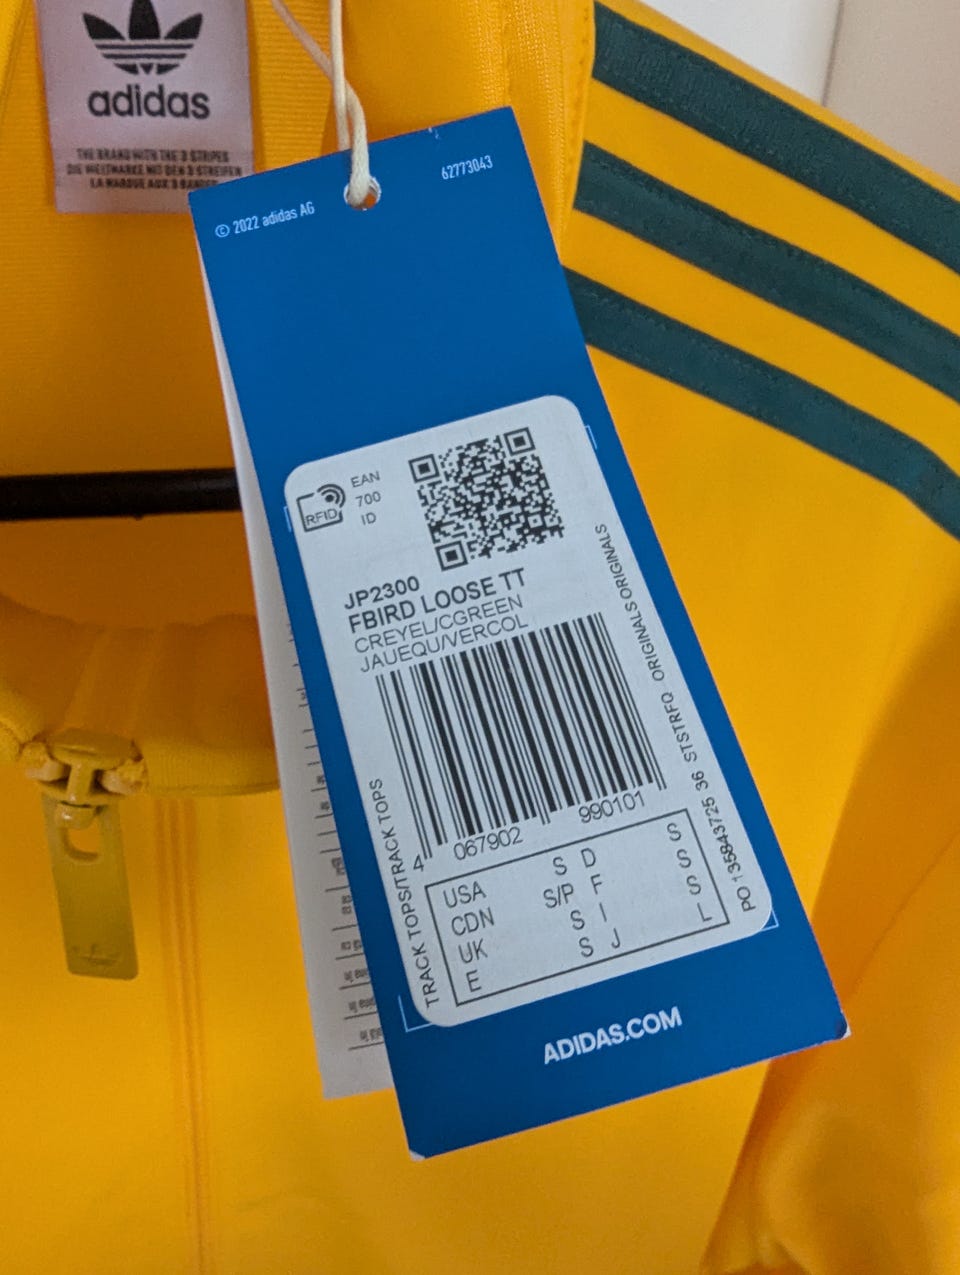 adidas
THE BRAND WITH THE 3 STRIPES
DIE WELTMARKE MIT DEN 3 STREIFEN
LA MARQUE AUX 3 BANDES
© 2022 adidas AG
62773043
RFID
EAN
700
ID
JP2300
FBIRD LOOSE TT
CREYEL/CGREEN
JAUEQU/VERCOL
4 067902 990101
TRACK TOPS/TRACK TOPS
PO 135843725 36 STSTRFQ ORIGINALS ORIGINALS
USA S D S
CDN S/P F S
UK S I S
E S J L
ADIDAS.COM